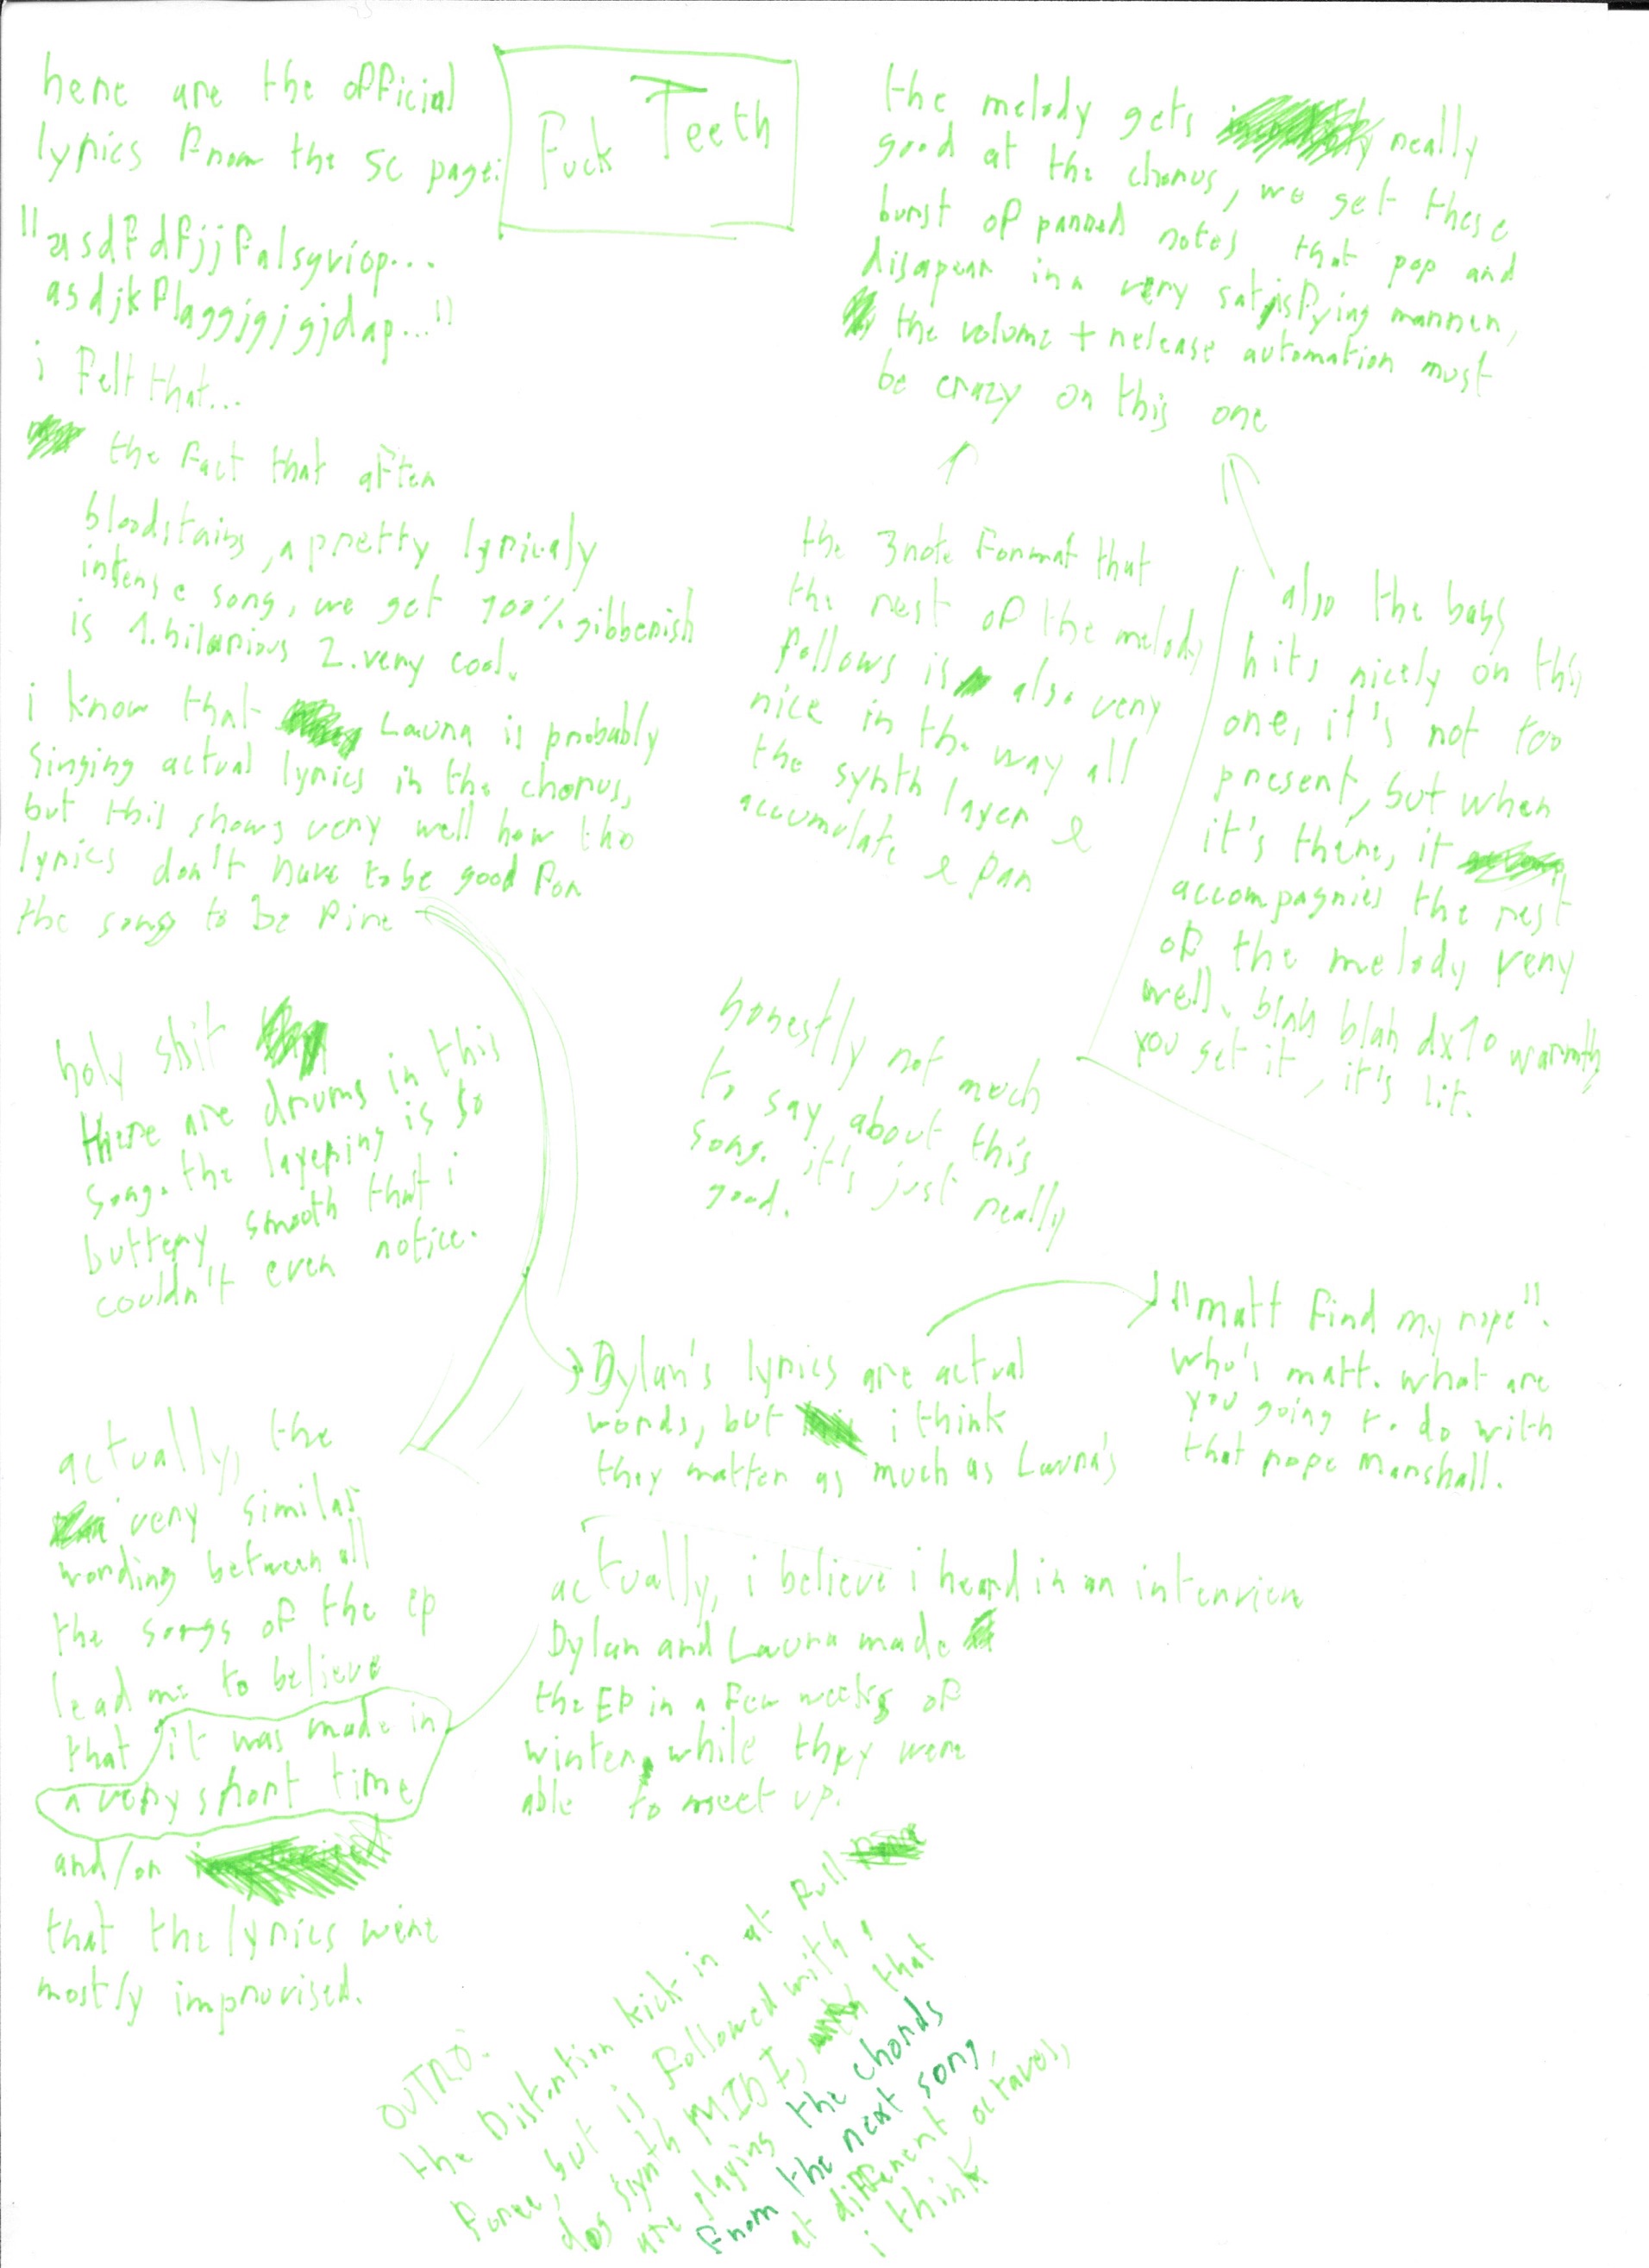 here are the official
lyrics from the sc page:
Fuck Teeth
"asdfdfjjfalsgviop...
asdjkflaggjgjgjdap..."
i felt that...
the fact that after
bloodstains, a pretty lyricaly
intense song, we get 100% gibberish
is 1.hilarious 2.very cool.
i know that Laura is probably
singing actual lyrics in the chorus,
but this shows very well how the
lyrics don't have to be good for
the song to be fine
the melody gets really
good at the chorus, we get these
burst of panned notes that pop and
disapear in a very satisfying manner,
the volume + release automation must
be crazy on this one
the 3note format that
the rest of the melody
follows is also very
nice in the way all
the synth layer &
accumulate & pan
also the bass
hits nicely on this
one, it's not too
present, but when
it's there, it
accompagnies the rest
of the melody very
well. blah blah dx10 warmth
you get it, it's lit.
holy shit
there are drums in this
song. the layering is so
buttery smooth that i
couldn't even notice.
honestly not much
to say about this
song. it's just really
good.
Dylan's lyrics are actual
words, but i think
they matter as much as Laura's
"matt find my rope".
who's matt. what are
you going to do with
that rope Marshall.
actually, the
very similar
wording between all
the songs of the ep
lead me to believe
that it was made in
a very short time
and/or
that the lyrics were
mostly improvised.
actually, i believe i heard in an interview
Dylan and Laura made
the EP in a few weeks of
winter, while they were
able to meet up.
OUTRO:
the Distortion kick in at full
force, but is followed with
dos synth MIDI, that
are playing the chords
from the next song,
at different octaves,
i think